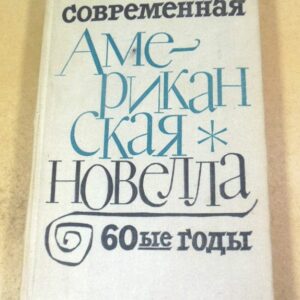 современная
Аме-
рикан
ская*
новелла
60ые годы